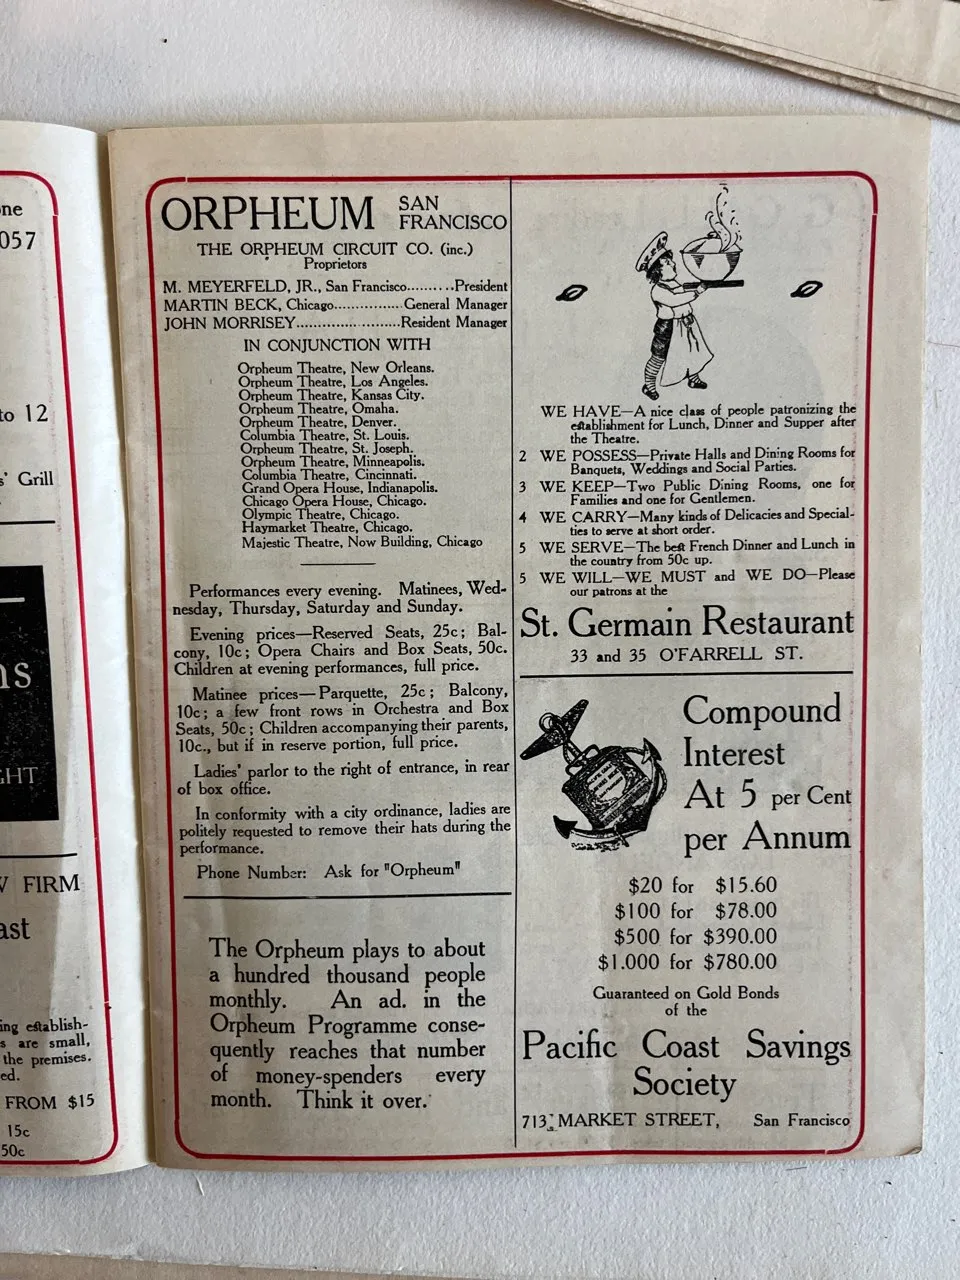 one
057
to 12
s' Grill
ns
GHT
W FIRM
ast
ing establish-
s are small,
the premises.
ed.
FROM $15
15c
50c
ORPHEUM SAN FRANCISCO
THE ORPHEUM CIRCUIT CO. (inc.)
Proprietors
M. MEYERFELD, JR., San Francisco..........President
MARTIN BECK, Chicago..............General Manager
JOHN MORRISEY......................Resident Manager
IN CONJUNCTION WITH
Orpheum Theatre, New Orleans.
Orpheum Theatre, Los Angeles.
Orpheum Theatre, Kansas City.
Orpheum Theatre, Omaha.
Orpheum Theatre, Denver.
Columbia Theatre, St. Louis.
Orpheum Theatre, St. Joseph.
Orpheum Theatre, Minneapolis.
Columbia Theatre, Cincinnati.
Grand Opera House, Indianapolis.
Chicago Opera House, Chicago.
Olympic Theatre, Chicago.
Haymarket Theatre, Chicago.
Majestic Theatre, Now Building, Chicago
Performances every evening. Matinees, Wed-
nesday, Thursday, Saturday and Sunday.
Evening prices—Reserved Seats, 25c; Bal-
cony, 10c; Opera Chairs and Box Seats, 50c.
Children at evening performances, full price.
Matinee prices—Parquette, 25c; Balcony,
10c; a few front rows in Orchestra and Box
Seats, 50c; Children accompanying their parents,
10c., but if in reserve portion, full price.
Ladies' parlor to the right of entrance, in rear
of box office.
In conformity with a city ordinance, ladies are
politely requested to remove their hats during the
performance.
Phone Number: Ask for "Orpheum"
The Orpheum plays to about
a hundred thousand people
monthly. An ad. in the
Orpheum Programme conse-
quently reaches that number
of money-spenders every
month. Think it over.
WE HAVE—A nice class of people patronizing the
establishment for Lunch, Dinner and Supper after
the Theatre.
2 WE POSSESS—Private Halls and Dining Rooms for
Banquets, Weddings and Social Parties.
3 WE KEEP—Two Public Dining Rooms, one for
Families and one for Gentlemen.
4 WE CARRY—Many kinds of Delicacies and Special-
ties to serve at short order.
5 WE SERVE—The best French Dinner and Lunch in
the country from 50c up.
5 WE WILL—WE MUST and WE DO—Please
our patrons at the
St. Germain Restaurant
33 and 35 O'FARRELL ST.
Compound
Interest
At 5 per Cent
per Annum
$20 for $15.60
$100 for $78.00
$500 for $390.00
$1.000 for $780.00
Guaranteed on Gold Bonds
of the
Pacific Coast Savings
Society
713 MARKET STREET, San Francisco